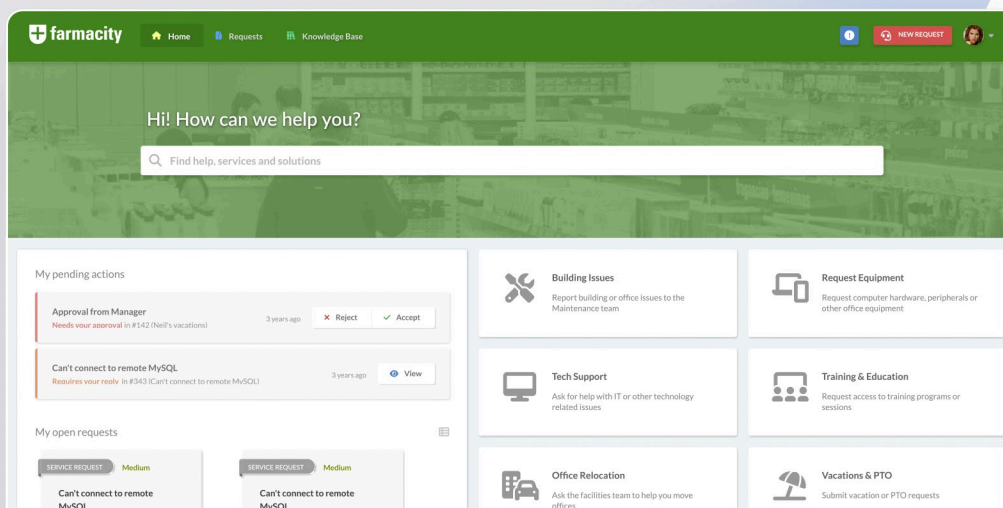 farmacity
Home
Requests
Knowledge Base
NEW REQUEST
Hi! How can we help you?
Find help, services and solutions
My pending actions
Approval from Manager
Needs your approval in #142 (Neil's vacations)
3 years ago
Reject
Accept
Can't connect to remote MySQL
Requires your reply in #343 (Can't connect to remote MySQL)
3 years ago
View
My open requests
SERVICE REQUEST
Medium
Can't connect to remote
MySQL
SERVICE REQUEST
Medium
Can't connect to remote
MySQL
Building Issues
Report building or office issues to the
Maintenance team
Request Equipment
Request computer hardware, peripherals or
other office equipment
Tech Support
Ask for help with IT or other technology
related issues
Training & Education
Request access to training programs or
sessions
Office Relocation
Ask the facilities team to help you move
offices
Vacations & PTO
Submit vacation or PTO requests